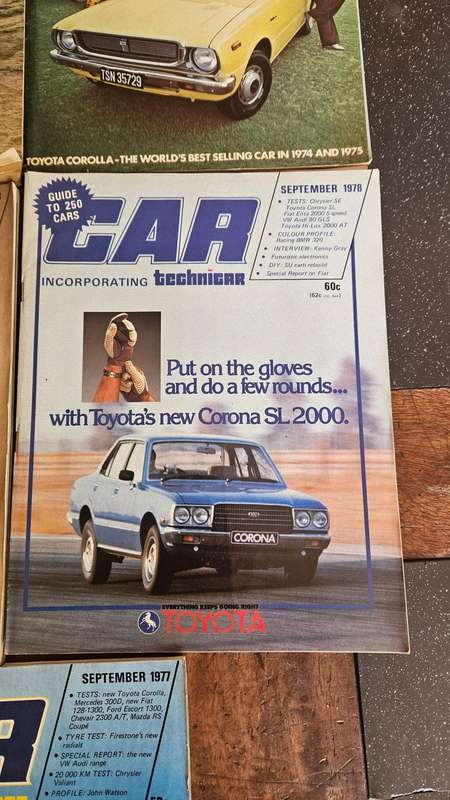 TSN 35729
TOYOTA COROLLA - THE WORLD'S BEST SELLING CAR IN 1974 AND 1975
GUIDE
TO 250
CARS
CAR
INCORPORATING technicar
SEPTEMBER 1978
• TESTS: Chrysler SE
Toyota Corona SL
Fiat Elita 2000 5-speed
VW Audi 80 GLS
Toyota Hi-Lux 2000 AT
• COLOUR PROFILE:
Racing BMW 320
• INTERVIEW: Kenny Gray
• Futuristic electronics
• DIY: SU carb rebuild
• Special Report on Fiat
60c
Put on the gloves
and do a few rounds...
with Toyota's new Corona SL 2000.
CORONA
EVERYTHING KEEPS GOING RIGHT
TOYOTA
R
SEPTEMBER 1977
• TESTS: new Toyota Corolla,
Mercedes 300D, new Fiat
128-1300, Ford Escort 1300,
Chevair 2300 A/T, Mazda RS
Coupé
• TYRE TEST: Firestone's new
radials
• SPECIAL REPORT: the new
VW Audi range
• 20 000 KM TEST: Chrysler
Valiant
• PROFILE: John Watson